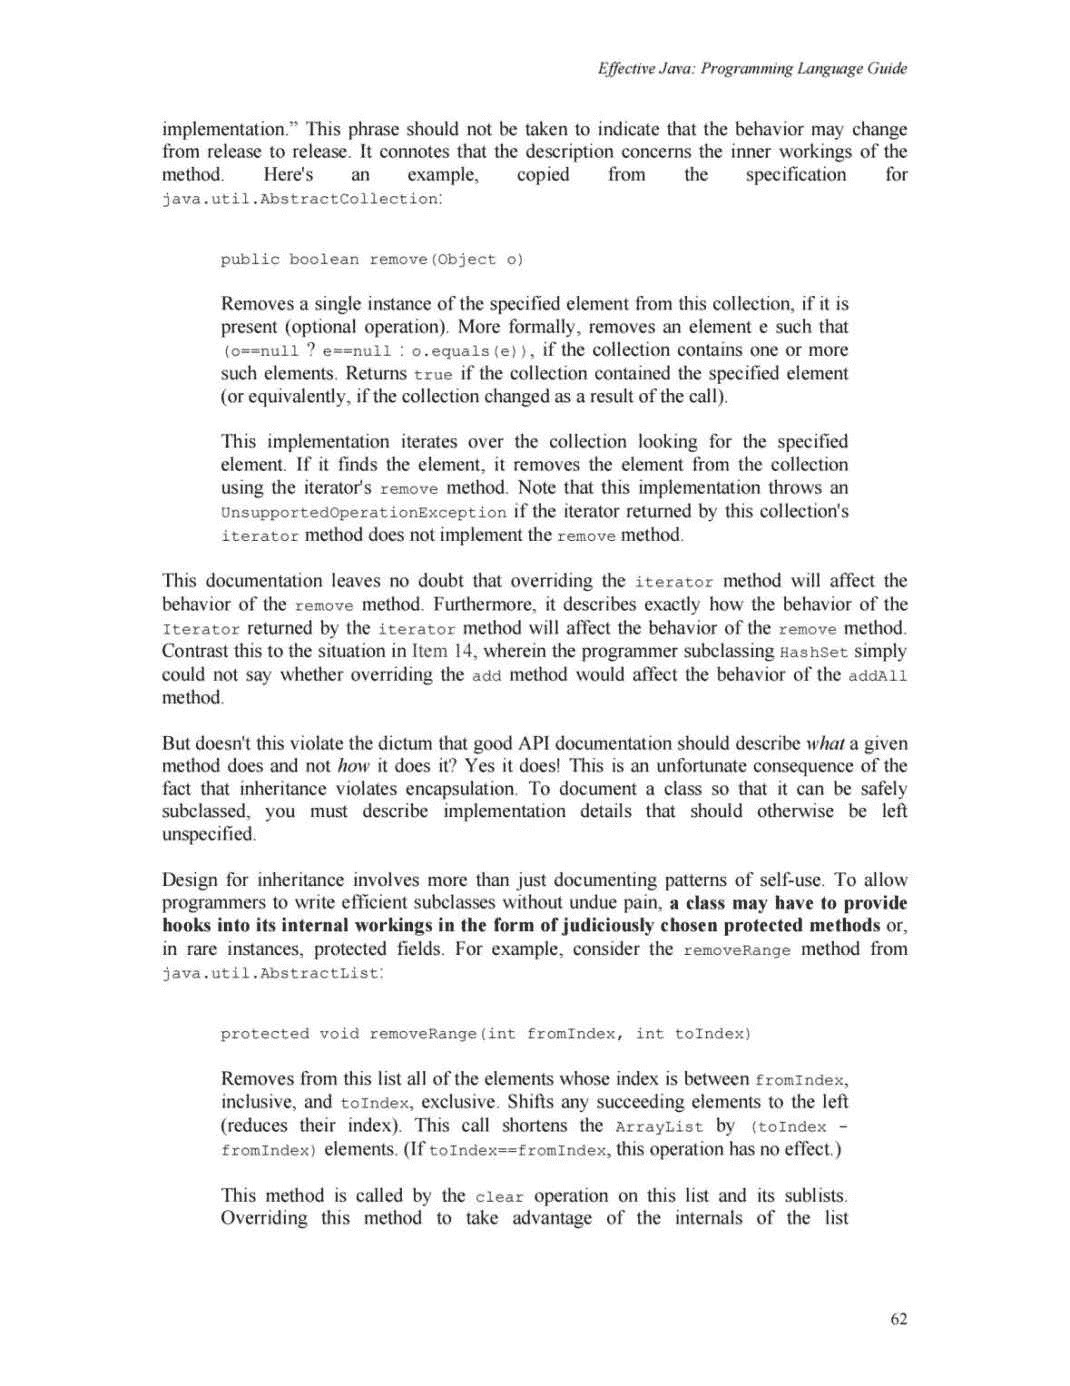 Effective Java: Programming Language Guide
implementation.” This phrase should not be taken to indicate that the behavior may change
from release to release. It connotes that the description concerns the inner workings of the
method. Here's an example, copied from the specification for
java.util.AbstractCollection:
public boolean remove(Object o)
Removes a single instance of the specified element from this collection, if it is
present (optional operation). More formally, removes an element e such that
(o==null ? e==null : o.equals(e)), if the collection contains one or more
such elements. Returns true if the collection contained the specified element
(or equivalently, if the collection changed as a result of the call).
This implementation iterates over the collection looking for the specified
element. If it finds the element, it removes the element from the collection
using the iterator's remove method. Note that this implementation throws an
UnsupportedOperationException if the iterator returned by this collection's
iterator method does not implement the remove method.
This documentation leaves no doubt that overriding the iterator method will affect the
behavior of the remove method. Furthermore, it describes exactly how the behavior of the
Iterator returned by the iterator method will affect the behavior of the remove method.
Contrast this to the situation in Item 14, wherein the programmer subclassing HashSet simply
could not say whether overriding the add method would affect the behavior of the addAll
method.
But doesn't this violate the dictum that good API documentation should describe what a given
method does and not how it does it? Yes it does! This is an unfortunate consequence of the
fact that inheritance violates encapsulation. To document a class so that it can be safely
subclassed, you must describe implementation details that should otherwise be left
unspecified.
Design for inheritance involves more than just documenting patterns of self-use. To allow
programmers to write efficient subclasses without undue pain, a class may have to provide
hooks into its internal workings in the form of judiciously chosen protected methods or,
in rare instances, protected fields. For example, consider the removeRange method from
java.util.AbstractList:
protected void removeRange(int fromIndex, int toIndex)
Removes from this list all of the elements whose index is between fromIndex,
inclusive, and toIndex, exclusive. Shifts any succeeding elements to the left
(reduces their index). This call shortens the ArrayList by (toIndex -
fromIndex) elements. (If toIndex==fromIndex, this operation has no effect.)
This method is called by the clear operation on this list and its sublists.
Overriding this method to take advantage of the internals of the list
62